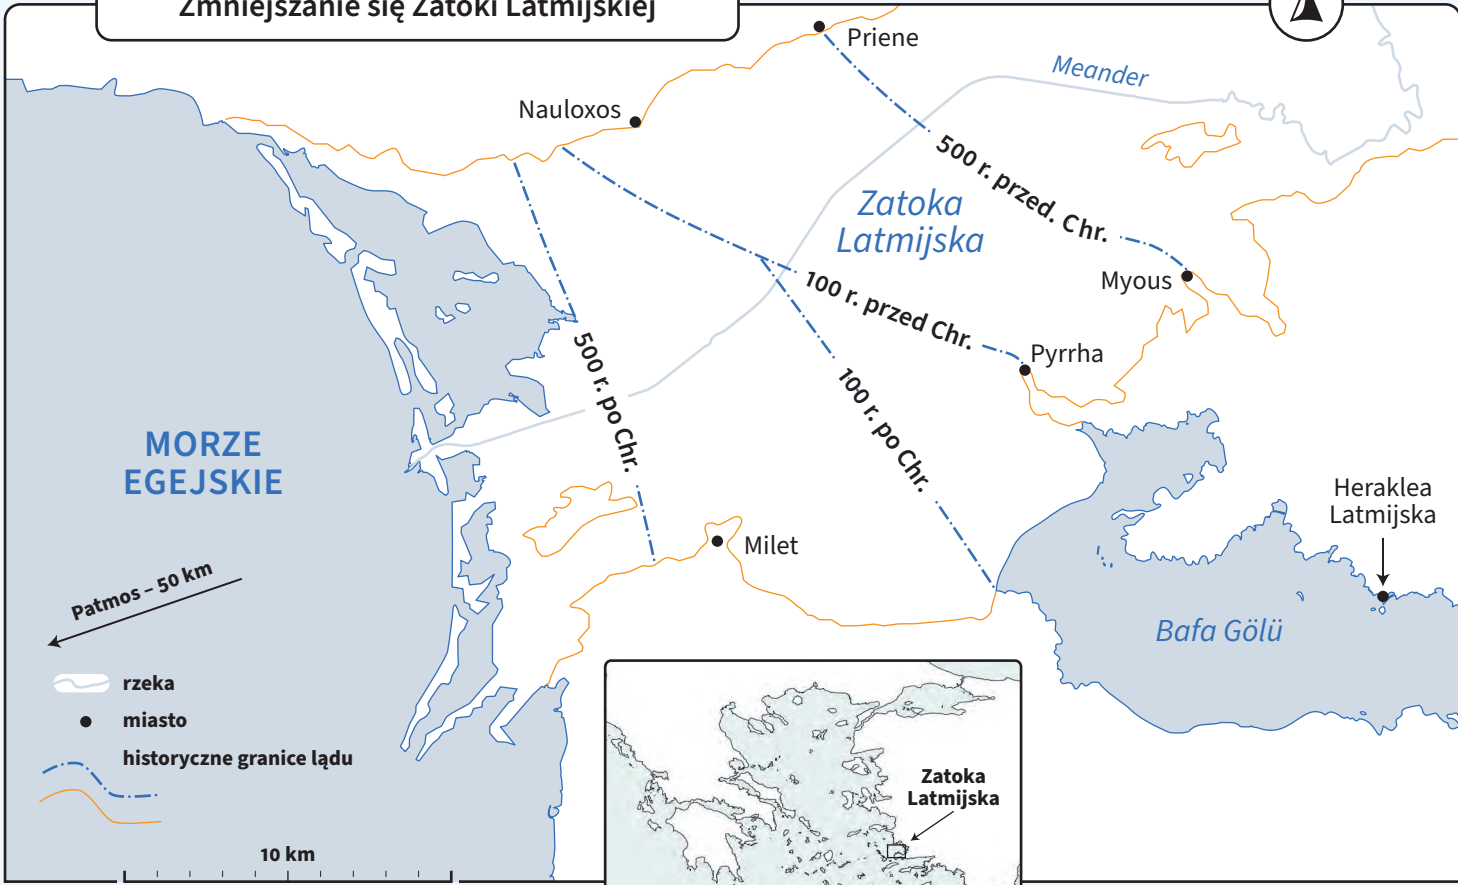 Zmniejszanie się Zatoki Latmijskiej
Priene
Meander
Nauloxos
500 r. przed. Chr.
Zatoka
Latmijska
Myous
100 r. przed Chr.
Pyrrha
500 r. po Chr.
100 r. po Chr.
MORZE
EGEJSKIE
Heraklea
Latmijska
Milet
Patmos – 50 km
Bafa Gölü
rzeka
miasto
historyczne granice lądu
Zatoka
Latmijska
10 km